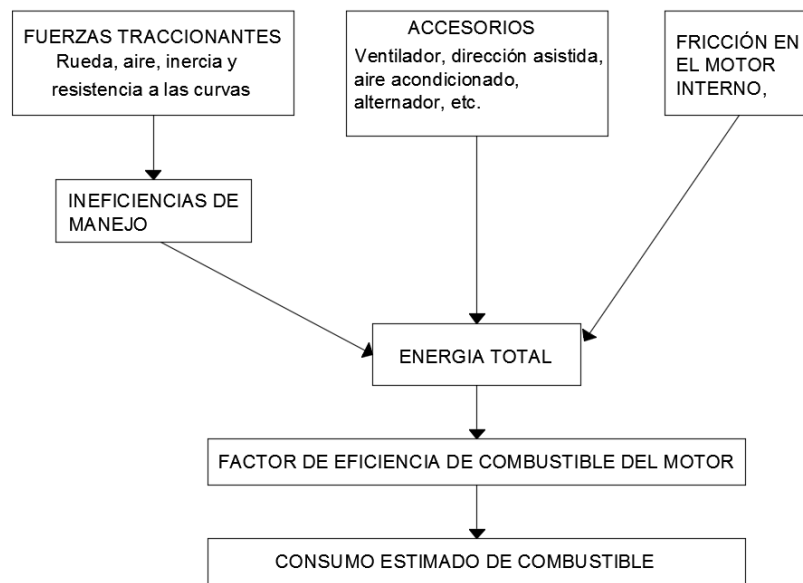 FUERZAS TRACCIONANTES
Rueda, aire, inercia y
resistencia a las curvas
ACCESORIOS
Ventilador, dirección asistida,
aire acondicionado,
alternador, etc.
FRICCIÓN EN
EL MOTOR
INTERNO,
INEFICIENCIAS DE
MANEJO
ENERGIA TOTAL
FACTOR DE EFICIENCIA DE COMBUSTIBLE DEL MOTOR
CONSUMO ESTIMADO DE COMBUSTIBLE